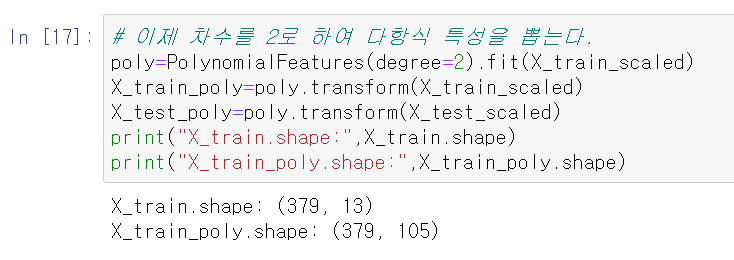 In [17]: # 이제 차수를 2로 하여 다항식 특성을 뽑는다.
poly=PolynomialFeatures(degree=2).fit(X_train_scaled)
X_train_poly=poly.transform(X_train_scaled)
X_test_poly=poly.transform(X_test_scaled)
print("X_train.shape:",X_train.shape)
print("X_train_poly.shape:",X_train_poly.shape)
X_train.shape: (379, 13)
X_train_poly.shape: (379, 105)